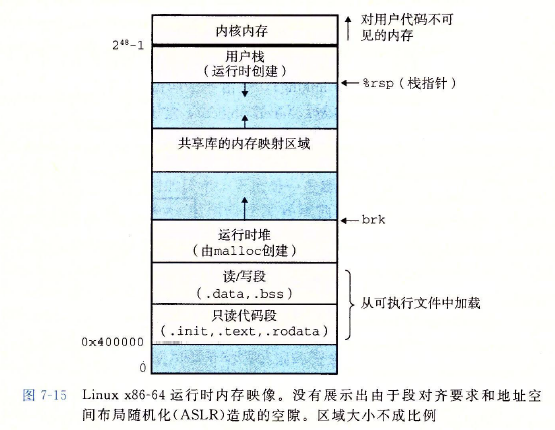 内核内存
对用户代码不可
见的内存
2⁴⁸-1
用户栈
(运行时创建)
%rsp (栈指针)
共享库的内存映射区域
brk
运行时堆
(由malloc创建)
读/写段
(.data,.bss)
从可执行文件中加载
只读代码段
(.init,.text,.rodata)
0x400000
0
图 7-15 Linux x86-64 运行时内存映像。没有展示出由于段对齐要求和地址空
间布局随机化(ASLR)造成的空隙。区域大小不成比例